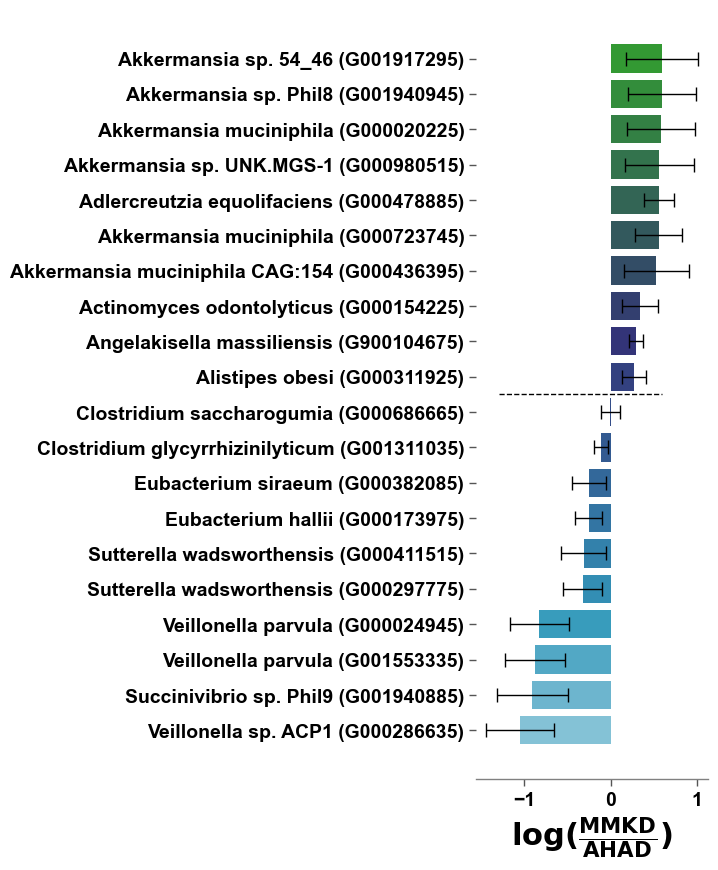 Akkermansia sp. 54_46 (G001917295)
Akkermansia sp. Phil8 (G001940945)
Akkermansia muciniphila (G000020225)
Akkermansia sp. UNK.MGS-1 (G000980515)
Adlercreutzia equolifaciens (G000478885)
Akkermansia muciniphila (G000723745)
Akkermansia muciniphila CAG:154 (G000436395)
Actinomyces odontolyticus (G000154225)
Angelakisella massiliensis (G900104675)
Alistipes obesi (G000311925)
Clostridium saccharogumia (G000686665)
Clostridium glycyrrhizinilyticum (G001311035)
Eubacterium siraeum (G000382085)
Eubacterium hallii (G000173975)
Sutterella wadsworthensis (G000411515)
Sutterella wadsworthensis (G000297775)
Veillonella parvula (G000024945)
Veillonella parvula (G001553335)
Succinivibrio sp. Phil9 (G001940885)
Veillonella sp. ACP1 (G000286635)
−1 0 1
log(MMKD/AHAD)